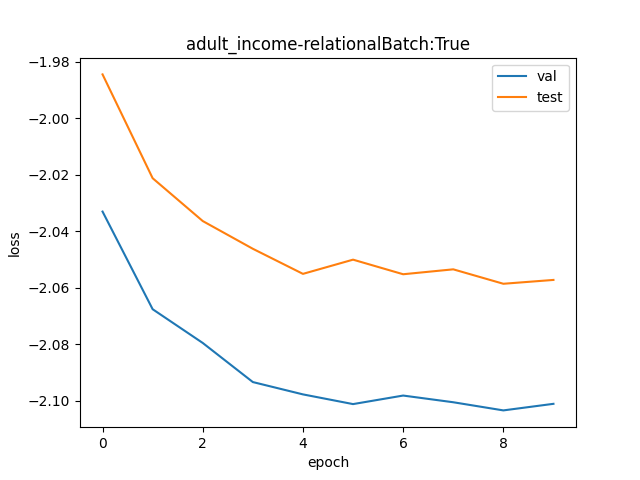 adult_income-relationalBatch:True
val
test
loss
−1.98
−2.00
−2.02
−2.04
−2.06
−2.08
−2.10
0
2
4
6
8
epoch